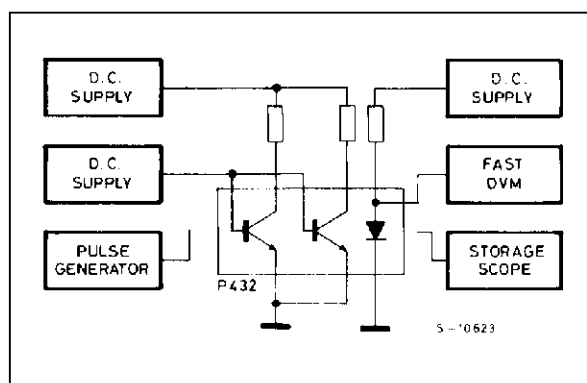 D.C.
SUPPLY
D.C.
SUPPLY
D.C.
SUPPLY
FAST
DVM
PULSE
GENERATOR
STORAGE
SCOPE
P432
S-10623